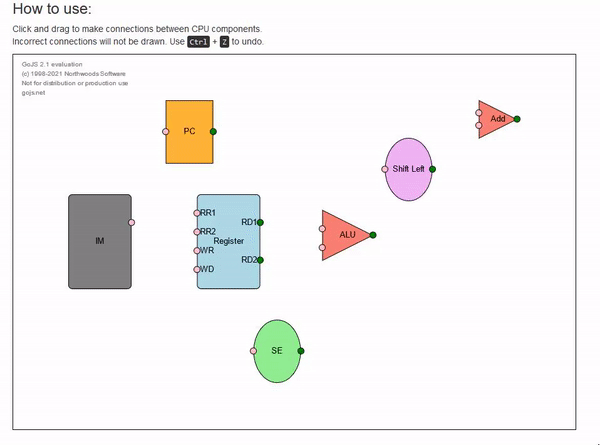 How to use:
Click and drag to make connections between CPU components.
Incorrect connections will not be drawn. Use Ctrl + Z to undo.
GoJS 2.1 evaluation
(c) 1998-2021 Northwoods Software
Not for distribution or production use
gojs.net
Add
PC
Shift Left
RR1
RD1
RR2
IM
Register
ALU
WR
RD2
WD
SE